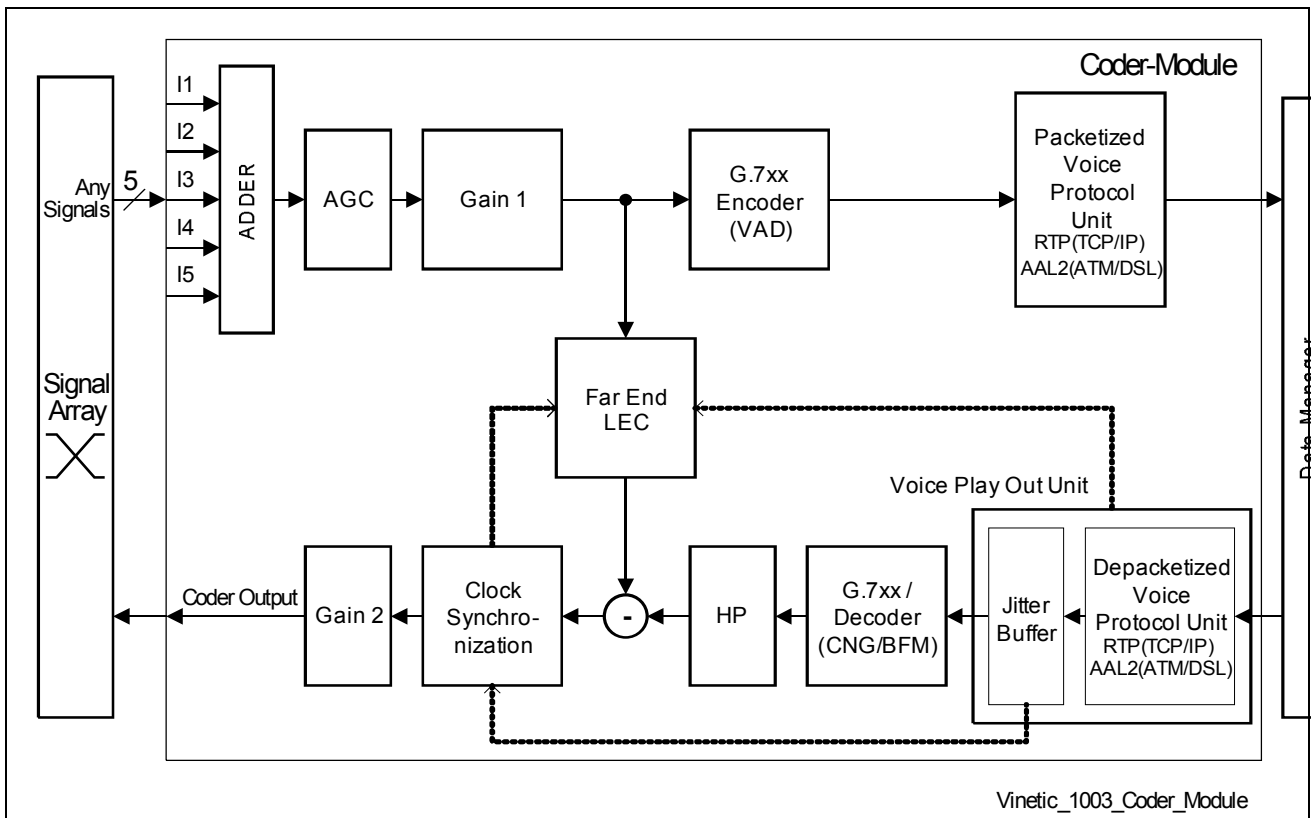 Coder-Module
Any
Signals
5
I1
I2
I3
I4
I5
ADDER
AGC
Gain 1
G.7xx
Encoder
(VAD)
Packetized
Voice
Protocol
Unit
RTP(TCP/IP)
AAL2(ATM/DSL)
Signal
Array
Far End
LEC
Data Manager
Voice Play Out Unit
Coder Output
Gain 2
Clock
Synchro-
nization
-
HP
G.7xx /
Decoder
(CNG/BFM)
Jitter
Buffer
Depacketized
Voice
Protocol Unit
RTP(TCP/IP)
AAL2(ATM/DSL)
Vinetic_1003_Coder_Module